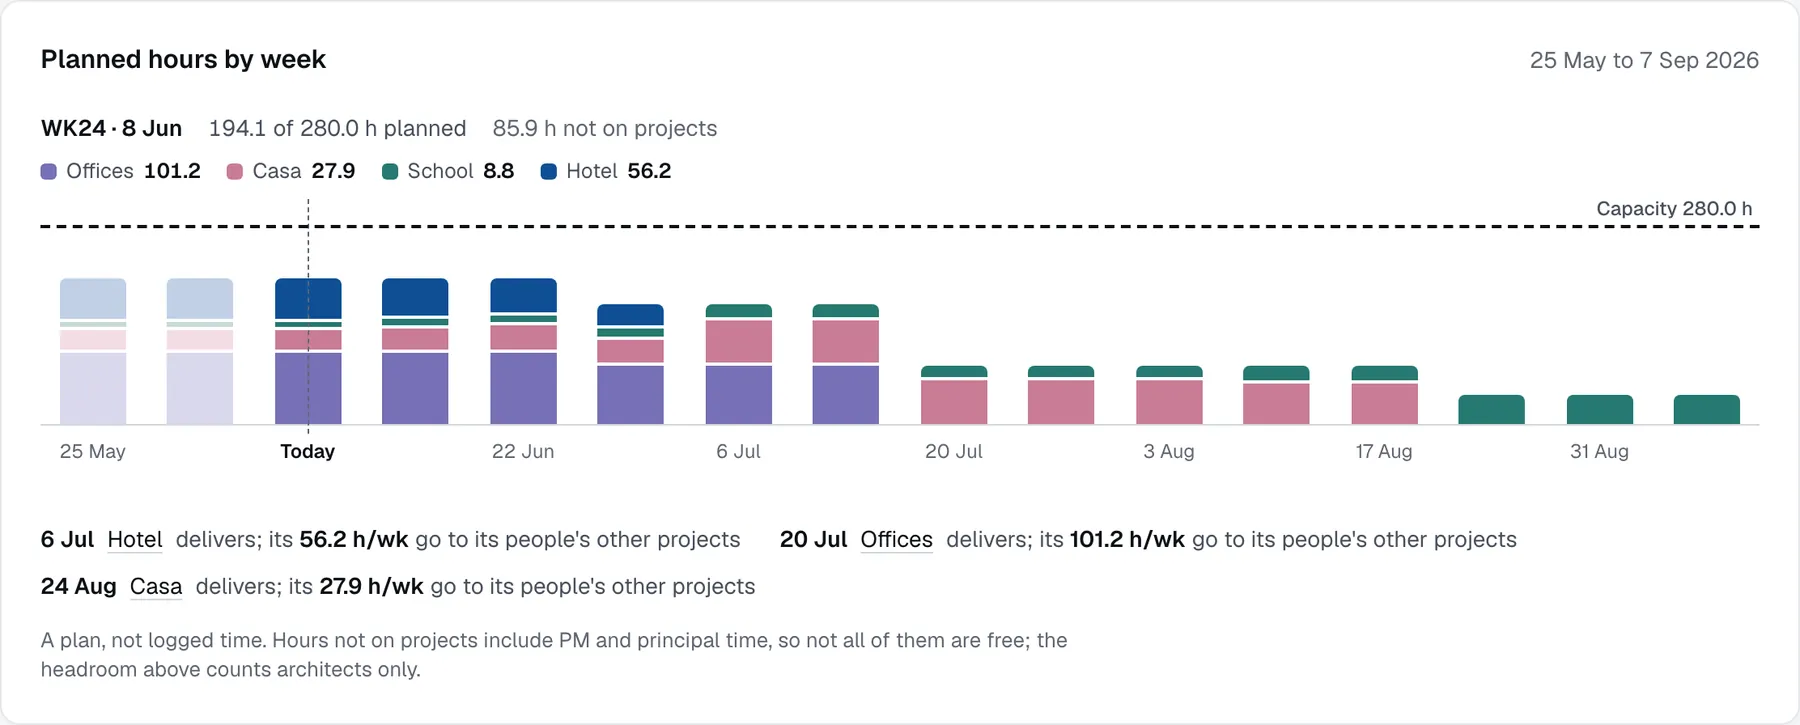 Planned hours by week
25 May to 7 Sep 2026
WK24 · 8 Jun 194.1 of 280.0 h planned 85.9 h not on projects
Offices 101.2 Casa 27.9 School 8.8 Hotel 56.2
Capacity 280.0 h
25 May Today 22 Jun 6 Jul 20 Jul 3 Aug 17 Aug 31 Aug
6 Jul Hotel delivers; its 56.2 h/wk go to its people's other projects 20 Jul Offices delivers; its 101.2 h/wk go to its people's other projects
24 Aug Casa delivers; its 27.9 h/wk go to its people's other projects
A plan, not logged time. Hours not on projects include PM and principal time, so not all of them are free; the
headroom above counts architects only.